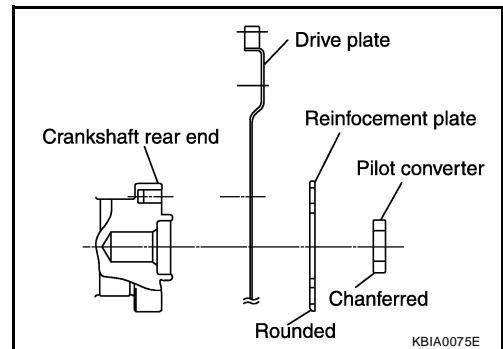 Drive plate
Reinfocement plate
Crankshaft rear end
Pilot converter
Chanferred
Rounded
KBIA0075E